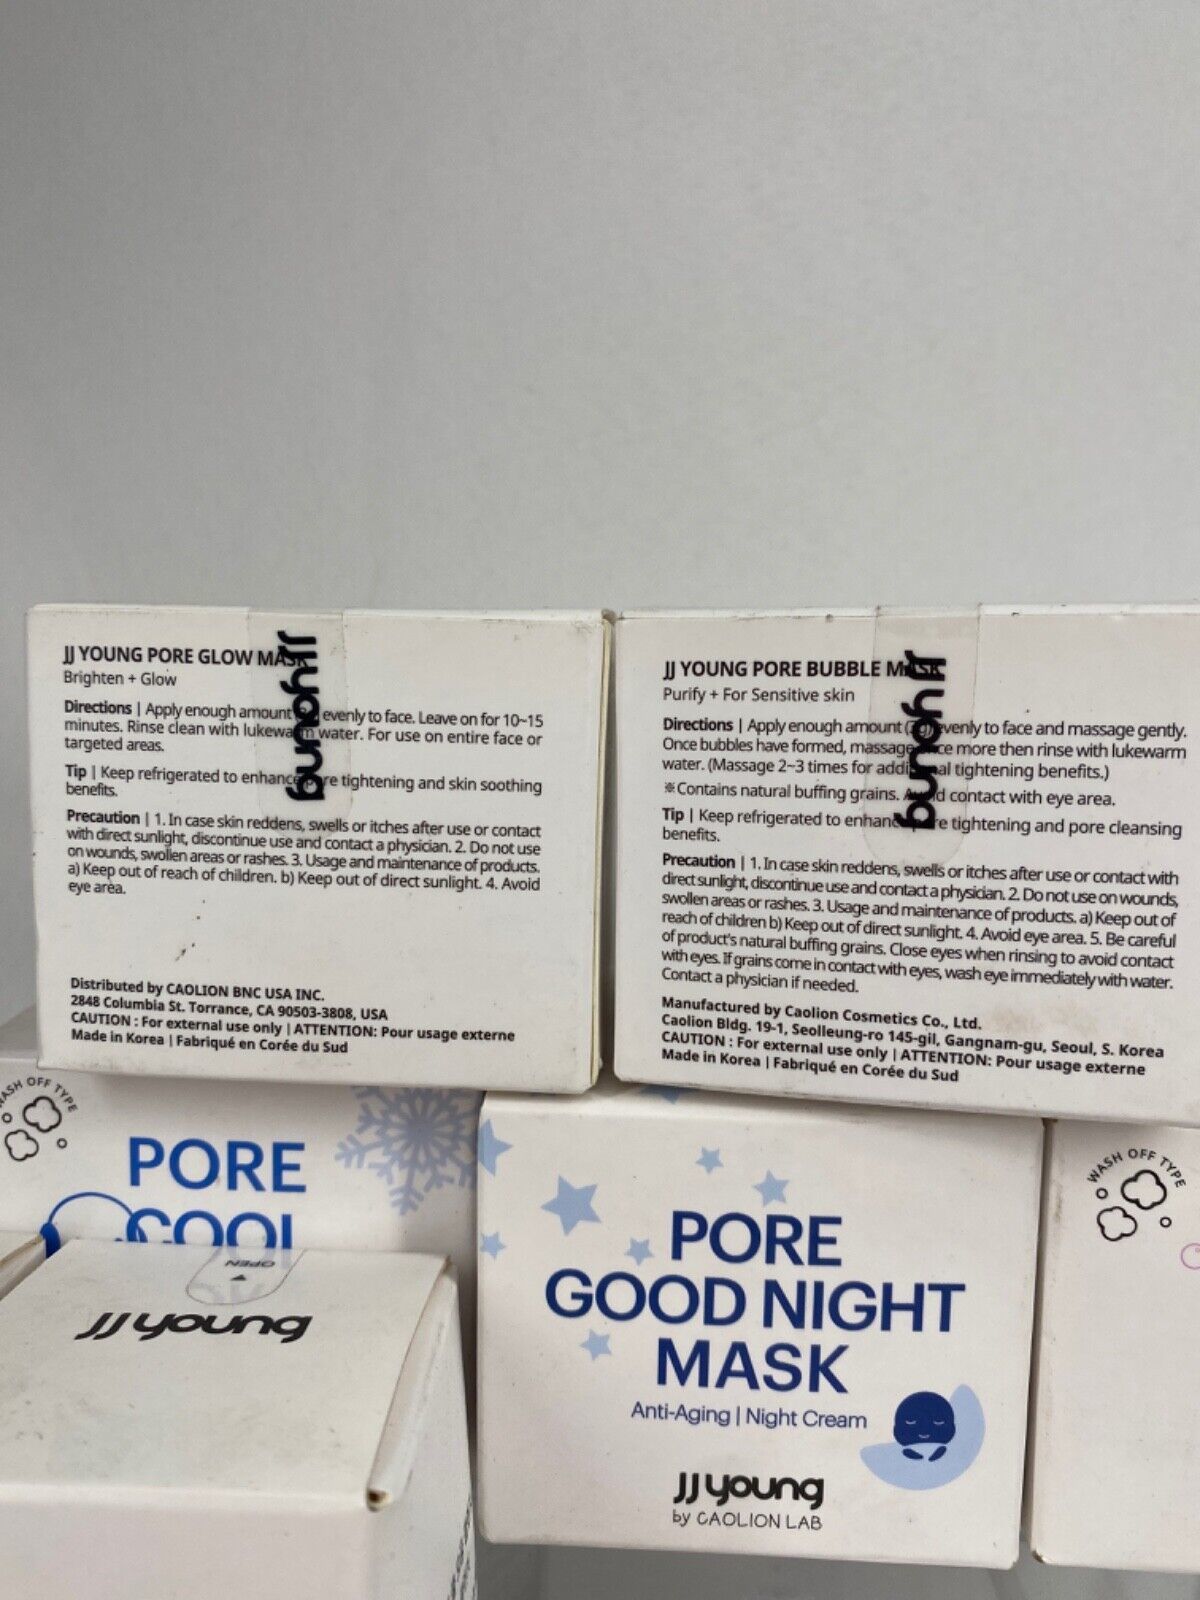 JJ YOUNG PORE GLOW MASK
Brighten + Glow
Directions | Apply enough amount evenly to face. Leave on for 10~15
minutes. Rinse clean with lukewarm water. For use on entire face or
targeted areas.
Tip | Keep refrigerated to enhance pore tightening and skin soothing
benefits.
Precaution | 1. In case skin reddens, swells or itches after use or contact
with direct sunlight, discontinue use and contact a physician. 2. Do not use
on wounds, swollen areas or rashes. 3. Usage and maintenance of products.
a) Keep out of reach of children. b) Keep out of direct sunlight. 4. Avoid
eye area.
Distributed by CAOLION BNC USA INC.
2848 Columbia St. Torrance, CA 90503-3808, USA
CAUTION : For external use only | ATTENTION: Pour usage externe
Made in Korea | Fabriqué en Corée du Sud
JJyoung
JJ YOUNG PORE BUBBLE MASK
Purify + For Sensitive skin
Directions | Apply enough amount (2g) evenly to face and massage gently.
Once bubbles have formed, massage once more then rinse with lukewarm
water. (Massage 2~3 times for additional tightening benefits.)
※Contains natural buffing grains. Avoid contact with eye area.
Tip | Keep refrigerated to enhance pore tightening and pore cleansing
benefits.
Precaution | 1. In case skin reddens, swells or itches after use or contact with
direct sunlight, discontinue use and contact a physician. 2. Do not use on wounds,
swollen areas or rashes. 3. Usage and maintenance of products. a) Keep out of
reach of children b) Keep out of direct sunlight. 4. Avoid eye area. 5. Be careful
of product's natural buffing grains. Close eyes when rinsing to avoid contact
with eyes. If grains come in contact with eyes, wash eye immediately with water.
Contact a physician if needed.
Manufactured by Caolion Cosmetics Co., Ltd.
Caolion Bldg. 19-1, Seolleung-ro 145-gil, Gangnam-gu, Seoul, S. Korea
CAUTION : For external use only | ATTENTION: Pour usage externe
Made in Korea | Fabriqué en Corée du Sud
JJyoung
WASH OFF TYPE
PORE
COOL
OPEN
JJyoung
PORE
GOOD NIGHT
MASK
Anti-Aging | Night Cream
JJyoung
by CAOLION LAB
WASH OFF TYPE